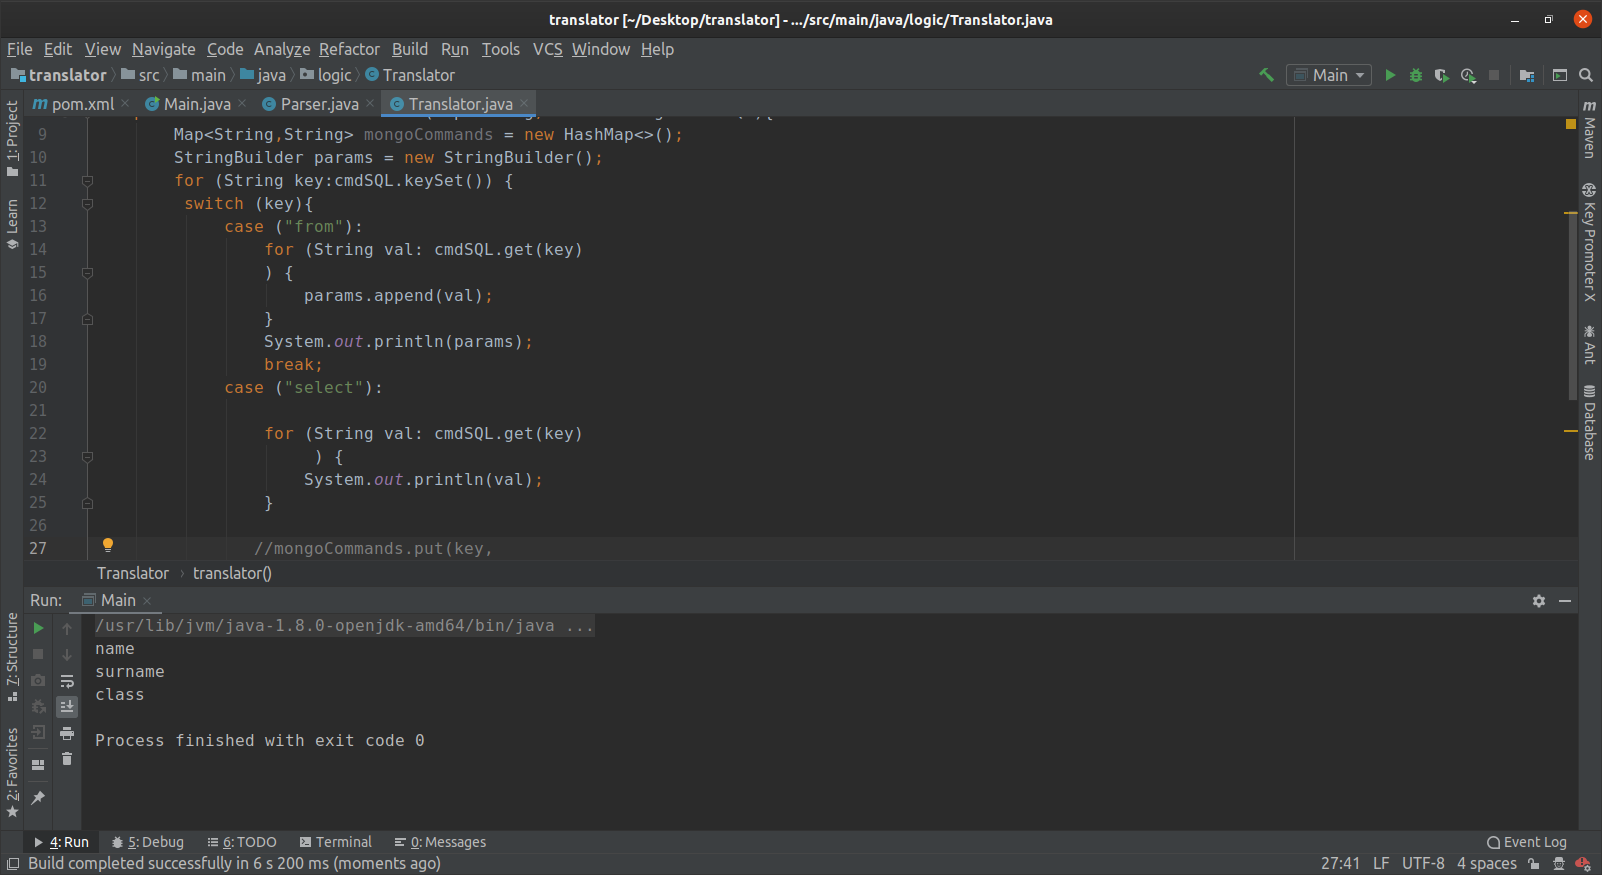 translator [~/Desktop/translator] - .../src/main/java/logic/Translator.java
File Edit View Navigate Code Analyze Refactor Build Run Tools VCS Window Help
translator src main java logic Translator
Main
pom.xml Main.java Parser.java Translator.java
9 Map<String,String> mongoCommands = new HashMap<>();
10 StringBuilder params = new StringBuilder();
11 for (String key:cmdSQL.keySet()) {
12 switch (key){
13 case ("from"):
14 for (String val: cmdSQL.get(key)
15 ) {
16 params.append(val);
17 }
18 System.out.println(params);
19 break;
20 case ("select"):
21
22 for (String val: cmdSQL.get(key)
23 ) {
24 System.out.println(val);
25 }
26
27 //mongoCommands.put(key,
Translator translator()
Run: Main
/usr/lib/jvm/java-1.8.0-openjdk-amd64/bin/java ...
name
surname
class
Process finished with exit code 0
1: Project
Learn
7: Structure
2: Favorites
m
Maven
Key Promoter X
Ant
Database
4: Run 5: Debug 6: TODO Terminal 0: Messages Event Log
Build completed successfully in 6 s 200 ms (moments ago) 27:41 LF UTF-8 4 spaces